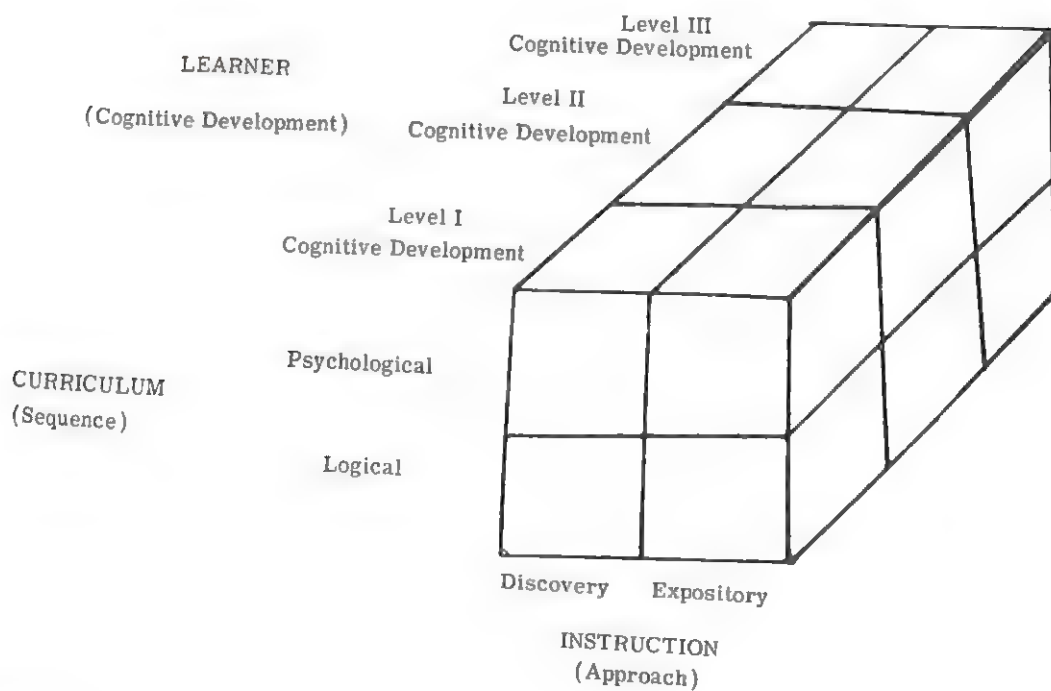 Level III
Cognitive Development
LEARNER
(Cognitive Development)
Level II
Cognitive Development
Level I
Cognitive Development
Psychological
CURRICULUM
(Sequence)
Logical
Discovery Expository
INSTRUCTION
(Approach)